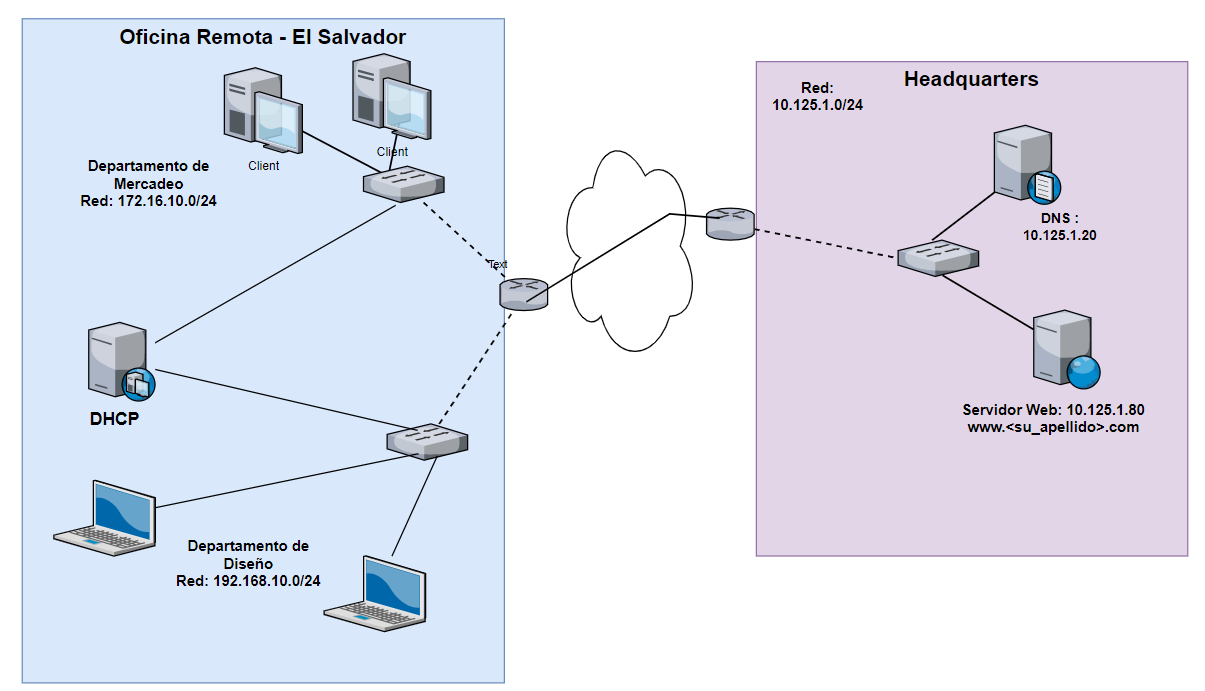 Oficina Remota - El Salvador
Client
Client
Departamento de
Mercadeo
Red: 172.16.10.0/24
Text
DHCP
Departamento de
Diseño
Red: 192.168.10.0/24
Headquarters
Red:
10.125.1.0/24
DNS :
10.125.1.20
Servidor Web: 10.125.1.80
www.<su_apellido>.com